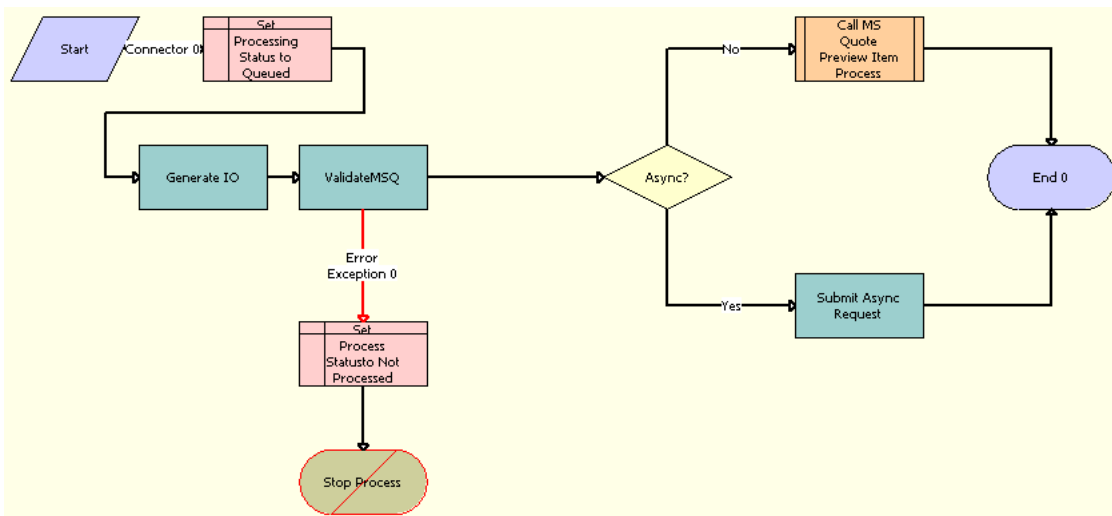 Start
Connector 0
Set
Processing
Status to
Queued
No
Call MS
Quote
Preview Item
Process
Generate IO
ValidateMSQ
Async?
End 0
Error
Exception 0
Yes
Submit Async
Request
Set
Process
Statusto Not
Processed
Stop Process